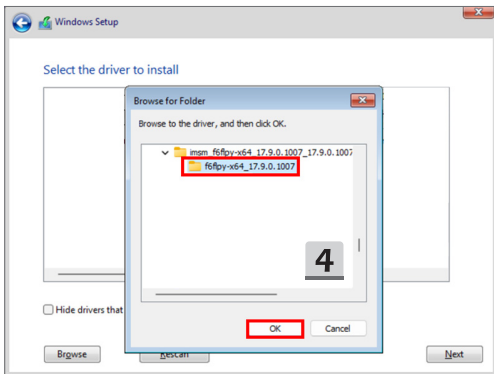 Windows Setup
Select the driver to install
Browse for Folder
Browse to the driver, and then click OK.
imsm_f6flpy-x64_17.9.0.1007_17.9.0.1007
f6flpy-x64_17.9.0.1007
4
Hide drivers that
OK
Cancel
Browse
Rescan
Next